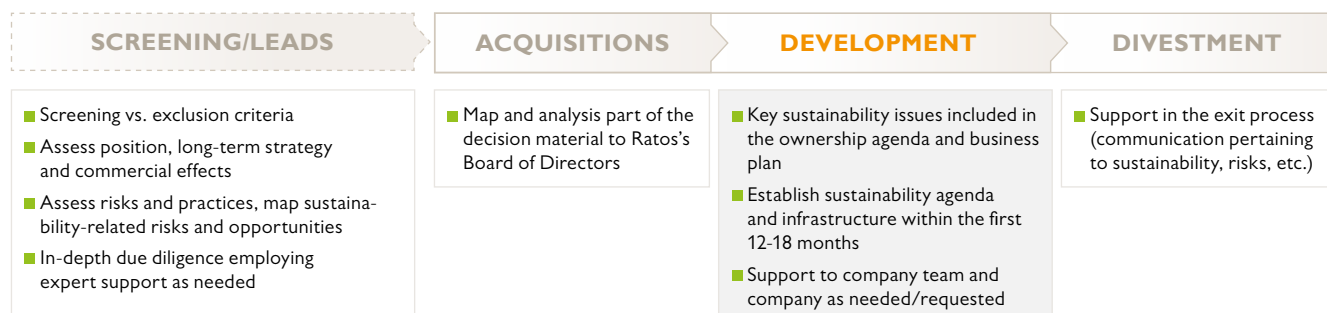 SCREENING/LEADS
Screening vs. exclusion criteria
Assess position, long-term strategy
and commercial effects
Assess risks and practices, map sustaina-
bility-related risks and opportunities
In-depth due diligence employing
expert support as needed
ACQUISITIONS
Map and analysis part of the
decision material to Ratos's
Board of Directors
DEVELOPMENT
Key sustainability issues included in
the ownership agenda and business
plan
Establish sustainability agenda
and infrastructure within the first
12-18 months
Support to company team and
company as needed/requested
DIVESTMENT
Support in the exit process
(communication pertaining
to sustainability, risks, etc.)